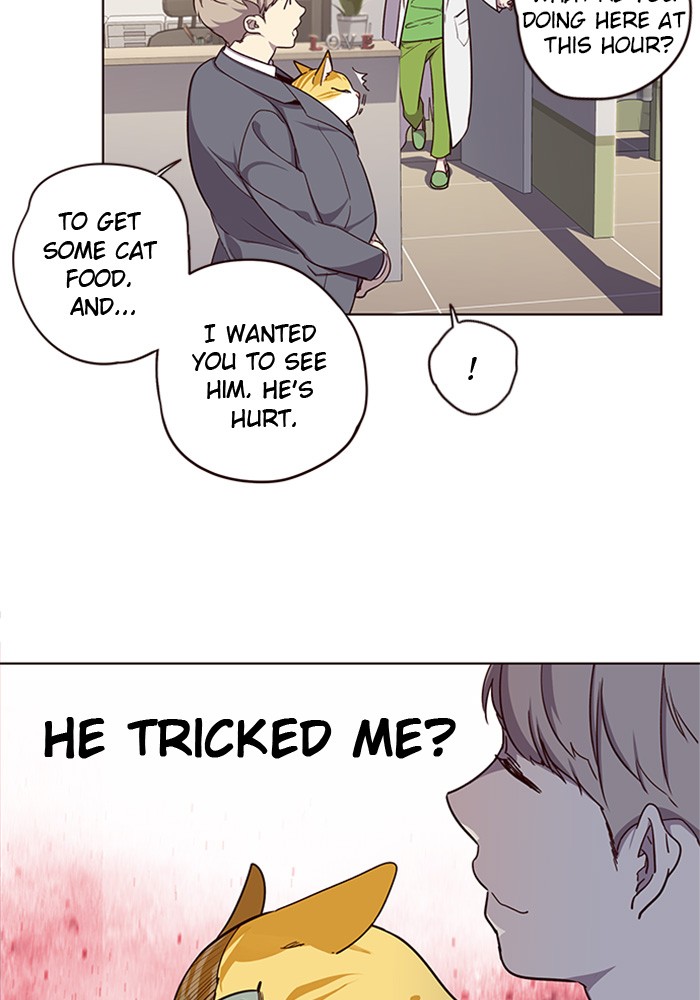 DOING HERE AT
THIS HOUR?
LOVE
TO GET
SOME CAT
FOOD.
AND...
I WANTED
YOU TO SEE
HIM. HE'S
HURT.
!
HE TRICKED ME?